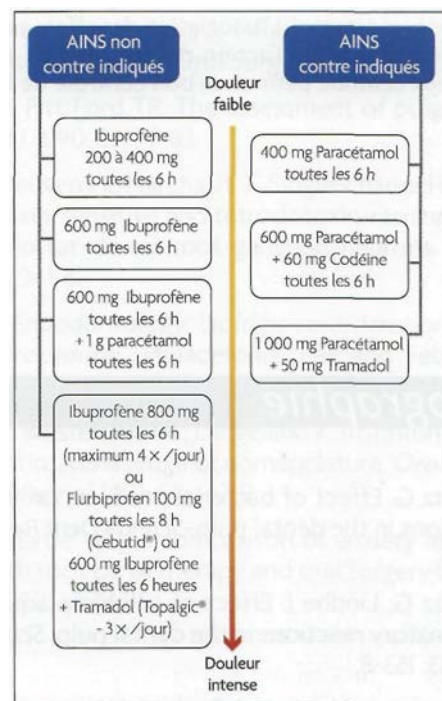 AINS non
contre indiqués
AINS
contre indiqués
Douleur
faible
Ibuprofène
200 à 400 mg
toutes les 6 h
600 mg Ibuprofène
toutes les 6 h
600 mg Ibuprofène
toutes les 6 h
+ 1 g paracétamol
toutes les 6 h
Ibuprofène 800 mg
toutes les 6 h
(maximum 4×/jour)
ou
Flurbiprofen 100 mg
toutes les 8 h
(Cebutid®) ou
600 mg Ibuprofène
toutes les 6 heures
+ Tramadol (Topalgic®
- 3×/jour)
400 mg Paracétamol
toutes les 6 h
600 mg Paracétamol
+ 60 mg Codéine
toutes les 6 h
1 000 mg Paracétamol
+ 50 mg Tramadol
Douleur
intense